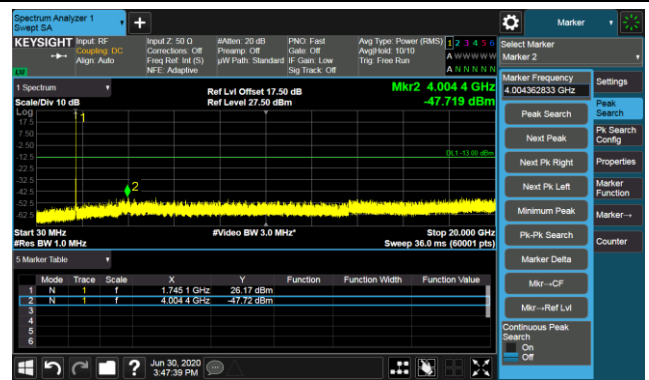 Spectrum Analyzer 1
Swept SA
Marker
KEYSIGHT
Input: RF
Coupling: DC
Align: Auto
Input Z: 50 Ω
Corrections: Off
Freq Ref: Int (S)
NFE: Adaptive
#Atten: 20 dB
Preamp: Off
µW Path: Standard
PNO: Fast
Gate: Off
IF Gain: Low
Sig Track: Off
Avg Type: Power (RMS)
Avg|Hold: 10/10
Trig: Free Run
1 2 3 4 5 6
A W W W W W
A N N N N N
LW
Select Marker
Marker 2
1 Spectrum
Scale/Div 10 dB
Ref Lvl Offset 17.50 dB
Ref Level 27.50 dBm
Mkr2 4.004 4 GHz
-47.719 dBm
Log
17.5
7.50
-2.50
-12.5
-22.5
-32.5
-42.5
-52.5
-62.5
1
2
DL1 -13.00 dBm
Start 30 MHz
#Res BW 1.0 MHz
#Video BW 3.0 MHz*
Stop 20.000 GHz
Sweep 36.0 ms (60001 pts)
5 Marker Table
Mode Trace Scale X Y Function Function Width Function Value
1 N 1 f 1.745 1 GHz 26.17 dBm
2 N 1 f 4.004 4 GHz -47.72 dBm
3
4
5
6
Marker Frequency
4.004362833 GHz
Peak Search
Next Peak
Next Pk Right
Next Pk Left
Minimum Peak
Pk-Pk Search
Marker Delta
Mkr→CF
Mkr→Ref Lvl
Continuous Peak
Search
On
Off
Settings
Peak
Search
Pk Search
Config
Properties
Marker
Function
Marker→
Counter
?
Jun 30, 2020
3:47:39 PM